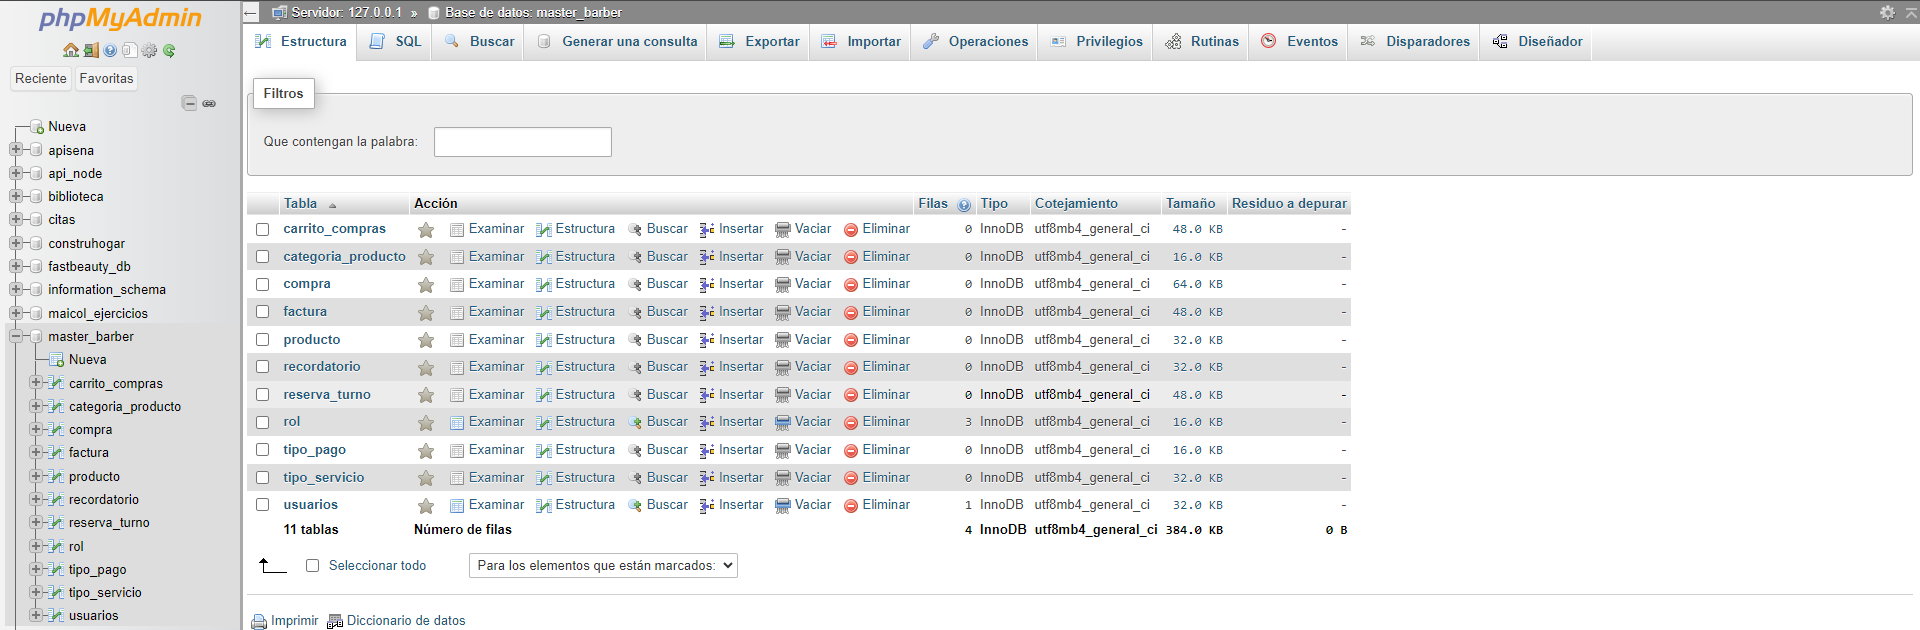 phpMyAdmin
Reciente Favoritas
Nueva
apisena
api_node
biblioteca
citas
construhogar
fastbeauty_db
information_schema
maicol_ejercicios
master_barber
Nueva
carrito_compras
categoria_producto
compra
factura
producto
recordatorio
reserva_turno
rol
tipo_pago
tipo_servicio
usuarios
Servidor: 127.0.0.1 » Base de datos: master_barber
Estructura SQL Buscar Generar una consulta Exportar Importar Operaciones Privilegios Rutinas Eventos Disparadores Diseñador
Filtros
Que contengan la palabra:
Tabla Acción Filas Tipo Cotejamiento Tamaño Residuo a depurar
carrito_compras Examinar Estructura Buscar Insertar Vaciar Eliminar 0 InnoDB utf8mb4_general_ci 48.0 KB -
categoria_producto Examinar Estructura Buscar Insertar Vaciar Eliminar 0 InnoDB utf8mb4_general_ci 16.0 KB -
compra Examinar Estructura Buscar Insertar Vaciar Eliminar 0 InnoDB utf8mb4_general_ci 64.0 KB -
factura Examinar Estructura Buscar Insertar Vaciar Eliminar 0 InnoDB utf8mb4_general_ci 48.0 KB -
producto Examinar Estructura Buscar Insertar Vaciar Eliminar 0 InnoDB utf8mb4_general_ci 32.0 KB -
recordatorio Examinar Estructura Buscar Insertar Vaciar Eliminar 0 InnoDB utf8mb4_general_ci 32.0 KB -
reserva_turno Examinar Estructura Buscar Insertar Vaciar Eliminar 0 InnoDB utf8mb4_general_ci 48.0 KB -
rol Examinar Estructura Buscar Insertar Vaciar Eliminar 3 InnoDB utf8mb4_general_ci 16.0 KB -
tipo_pago Examinar Estructura Buscar Insertar Vaciar Eliminar 0 InnoDB utf8mb4_general_ci 16.0 KB -
tipo_servicio Examinar Estructura Buscar Insertar Vaciar Eliminar 0 InnoDB utf8mb4_general_ci 32.0 KB -
usuarios Examinar Estructura Buscar Insertar Vaciar Eliminar 1 InnoDB utf8mb4_general_ci 32.0 KB -
11 tablas Número de filas 4 InnoDB utf8mb4_general_ci 384.0 KB 0 B
Seleccionar todo Para los elementos que están marcados:
Imprimir Diccionario de datos